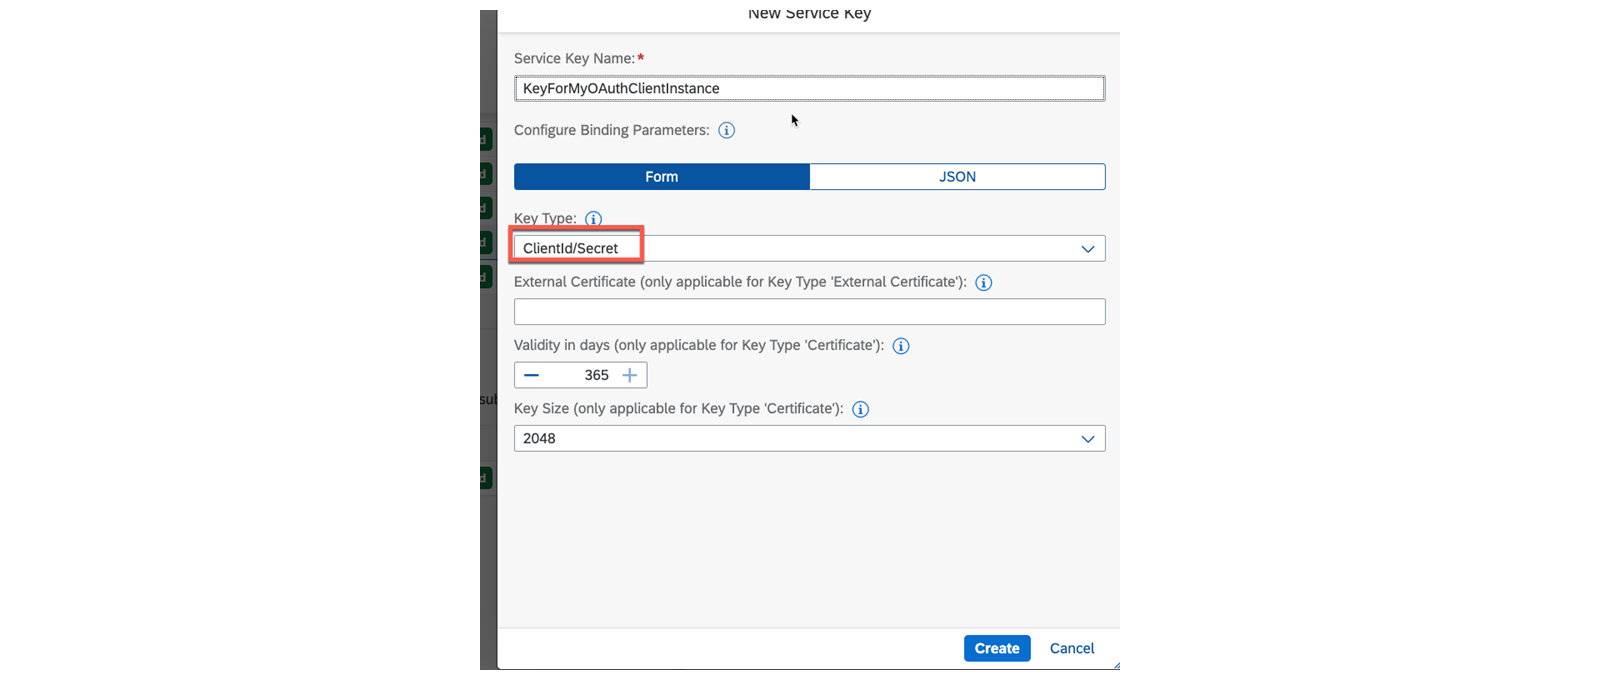 New Service Key
Service Key Name:*
KeyForMyOAuthClientInstance
Configure Binding Parameters:
Form
JSON
Key Type:
ClientId/Secret
External Certificate (only applicable for Key Type 'External Certificate'):
Validity in days (only applicable for Key Type 'Certificate'):
365
Key Size (only applicable for Key Type 'Certificate'):
2048
Create
Cancel